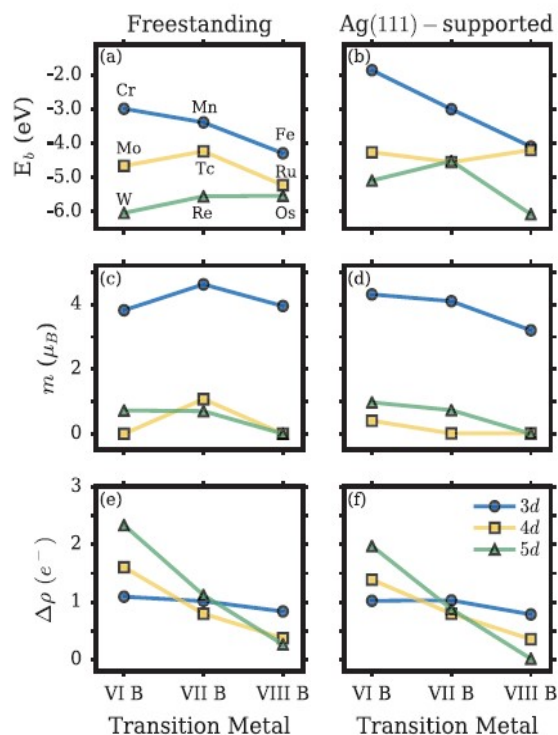 Freestanding
Ag(111) − supported
(a)
(b)
-2.0
-3.0
-4.0
-5.0
-6.0
E_b (eV)
Cr
Mn
Fe
Mo
Tc
Ru
W
Re
Os
(c)
(d)
4
2
0
m (μ_B)
(e)
(f)
3
2
1
0
Δρ (e⁻)
3d
4d
5d
VI B
VII B
VIII B
VI B
VII B
VIII B
Transition Metal
Transition Metal